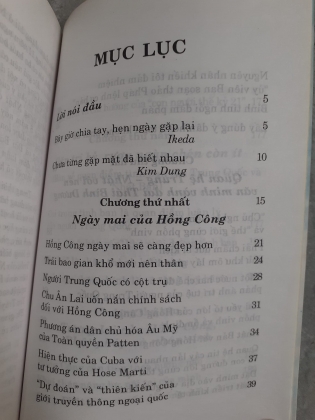 MỤC LỤC
Lời nói đầu 5
Bây giờ chia tay, hẹn ngày gặp lại 5
Ikeda
Chưa từng gặp mặt đã biết nhau 10
Kim Dung
Chương thứ nhất 15
Ngày mai của Hồng Công
Hồng Công ngày mai sẽ càng đẹp hơn 21
Trải bao gian khổ mới nên thân 24
Người Trung Quốc có cột trụ 28
Chu Ân Lai uốn nắn chính sách
đối với Hồng Công 31
Phương án dân chủ hóa Âu Mỹ
của Toàn quyền Patten 34
Hiện thực của Cuba với
tư tưởng của Hose Marti 37
"Dự đoán" và "thiên kiến" của
giới truyền thông ngoại quốc 39